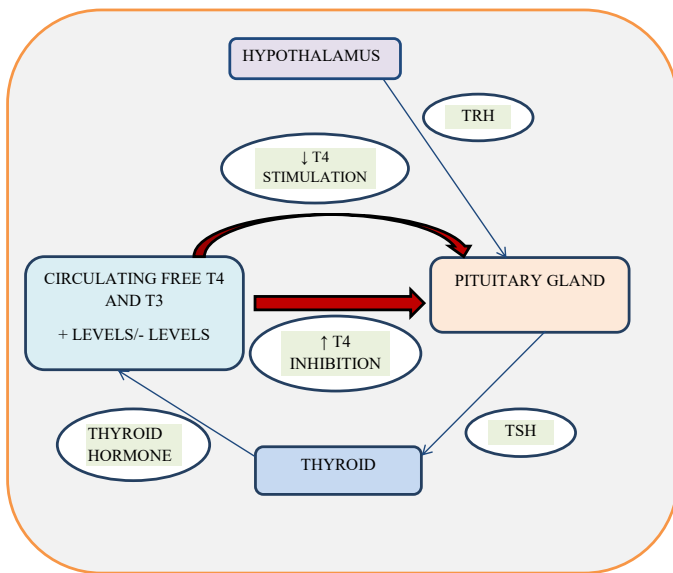 HYPOTHALAMUS
TRH
↓ T4
STIMULATION
CIRCULATING FREE T4
AND T3
+ LEVELS/- LEVELS
PITUITARY GLAND
↑ T4
INHIBITION
THYROID
HORMONE
THYROID
TSH